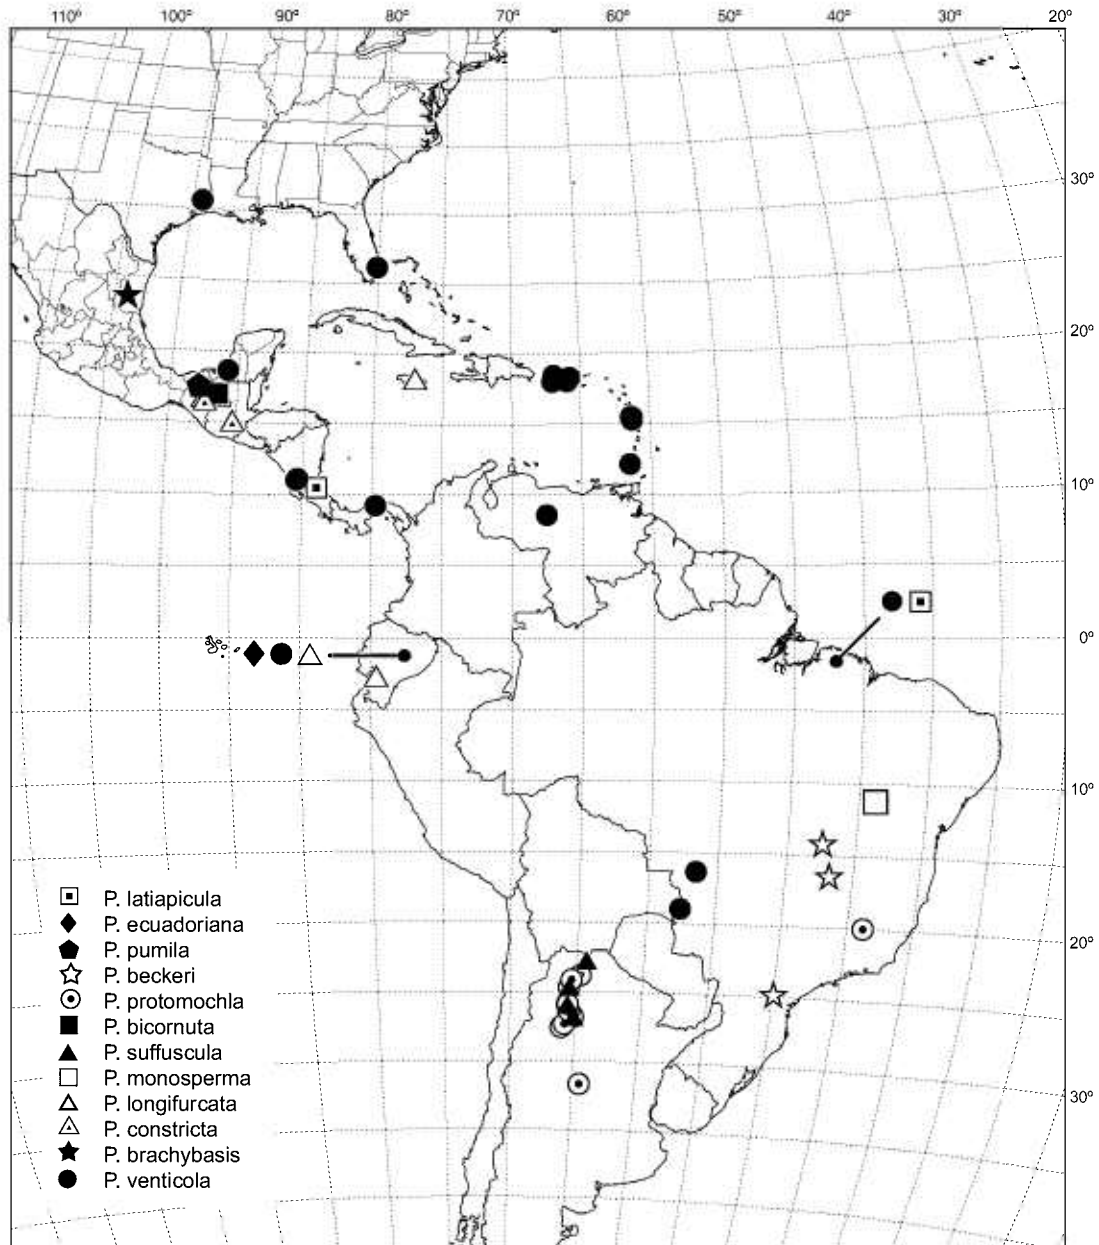 110º 100º 90º 80º 70º 60º 50º 40º 30º 20º
30º
20º
10º
0º
10º
20º
30º
P. latiapicula
P. ecuadoriana
P. pumila
P. beckeri
P. protomochla
P. bicornuta
P. suffuscula
P. monosperma
P. longifurcata
P. constricta
P. brachybasis
P. venticola